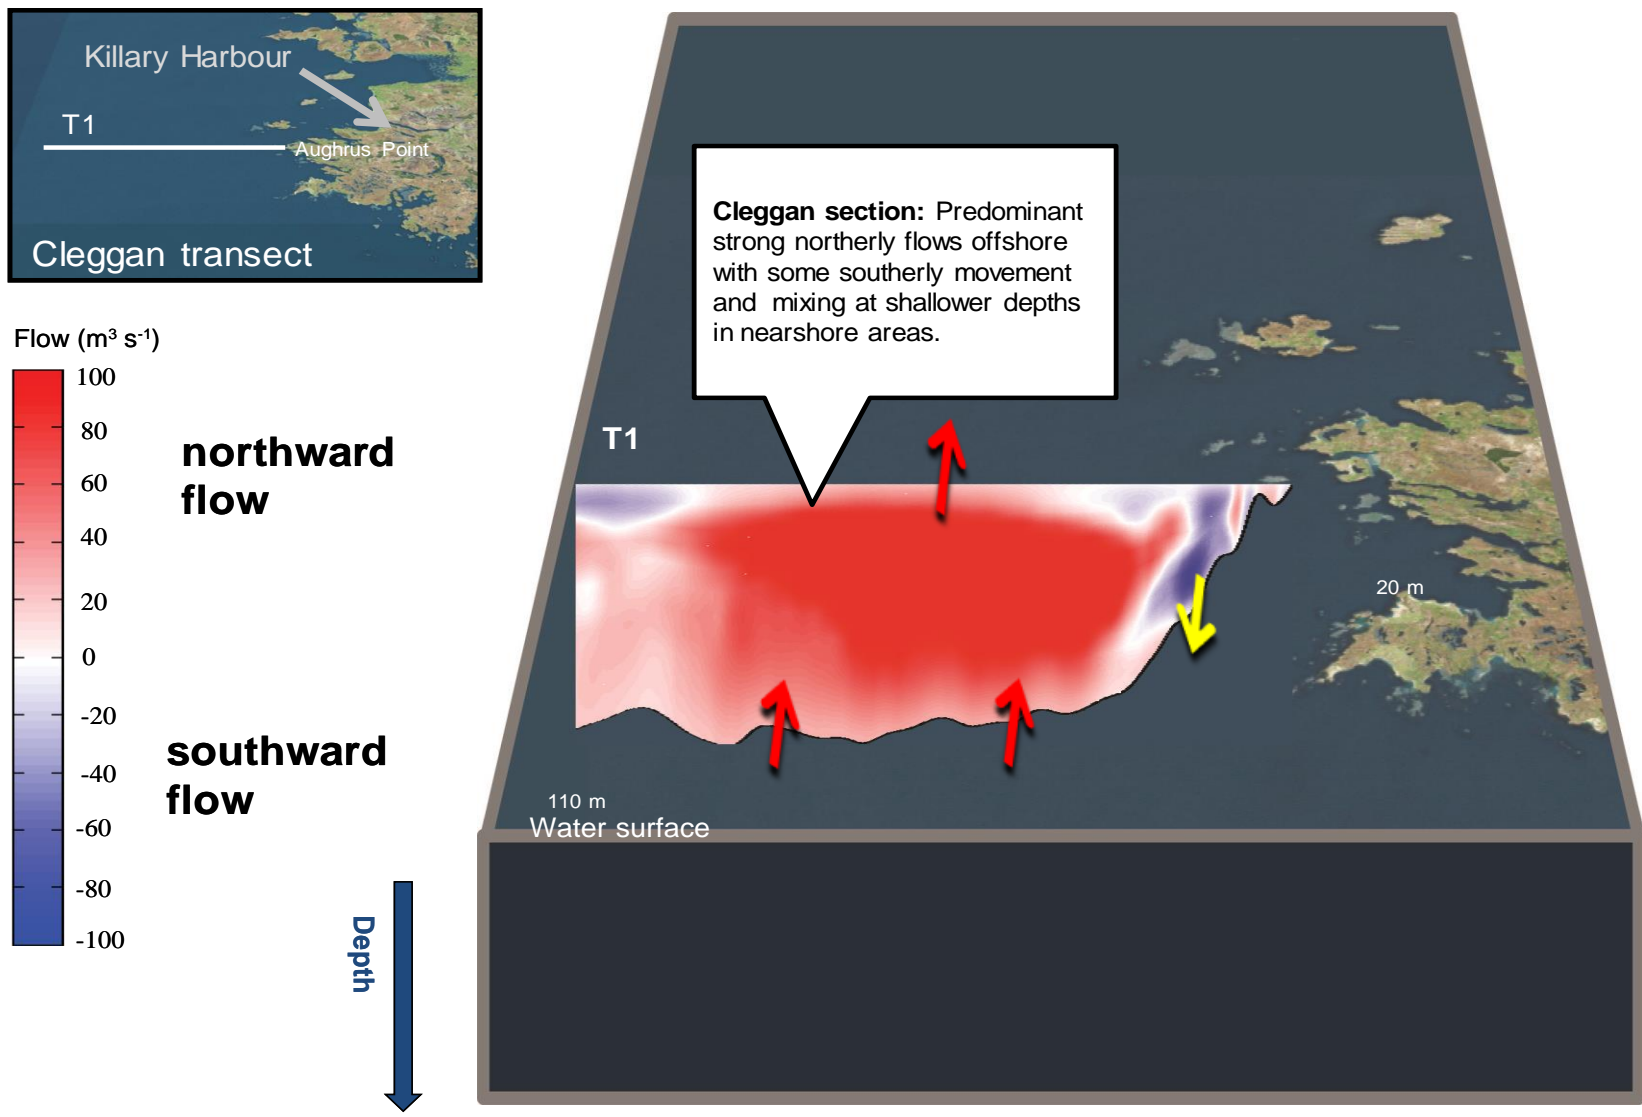 Killary Harbour
T1
Aughrus Point
Cleggan transect
Flow (m³ s⁻¹)
100
80
60
40
20
0
-20
-40
-60
-80
-100
northward
flow
southward
flow
Depth
Cleggan section: Predominant
strong northerly flows offshore
with some southerly movement
and mixing at shallower depths
in nearshore areas.
T1
20 m
110 m
Water surface